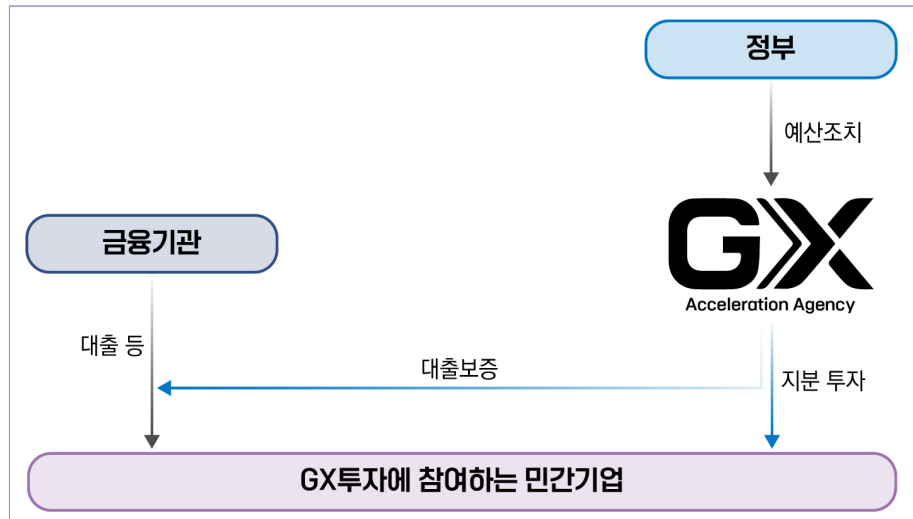 정부
예산조치
금융기관
GX
Acceleration Agency
대출 등
대출보증
지분 투자
GX투자에 참여하는 민간기업